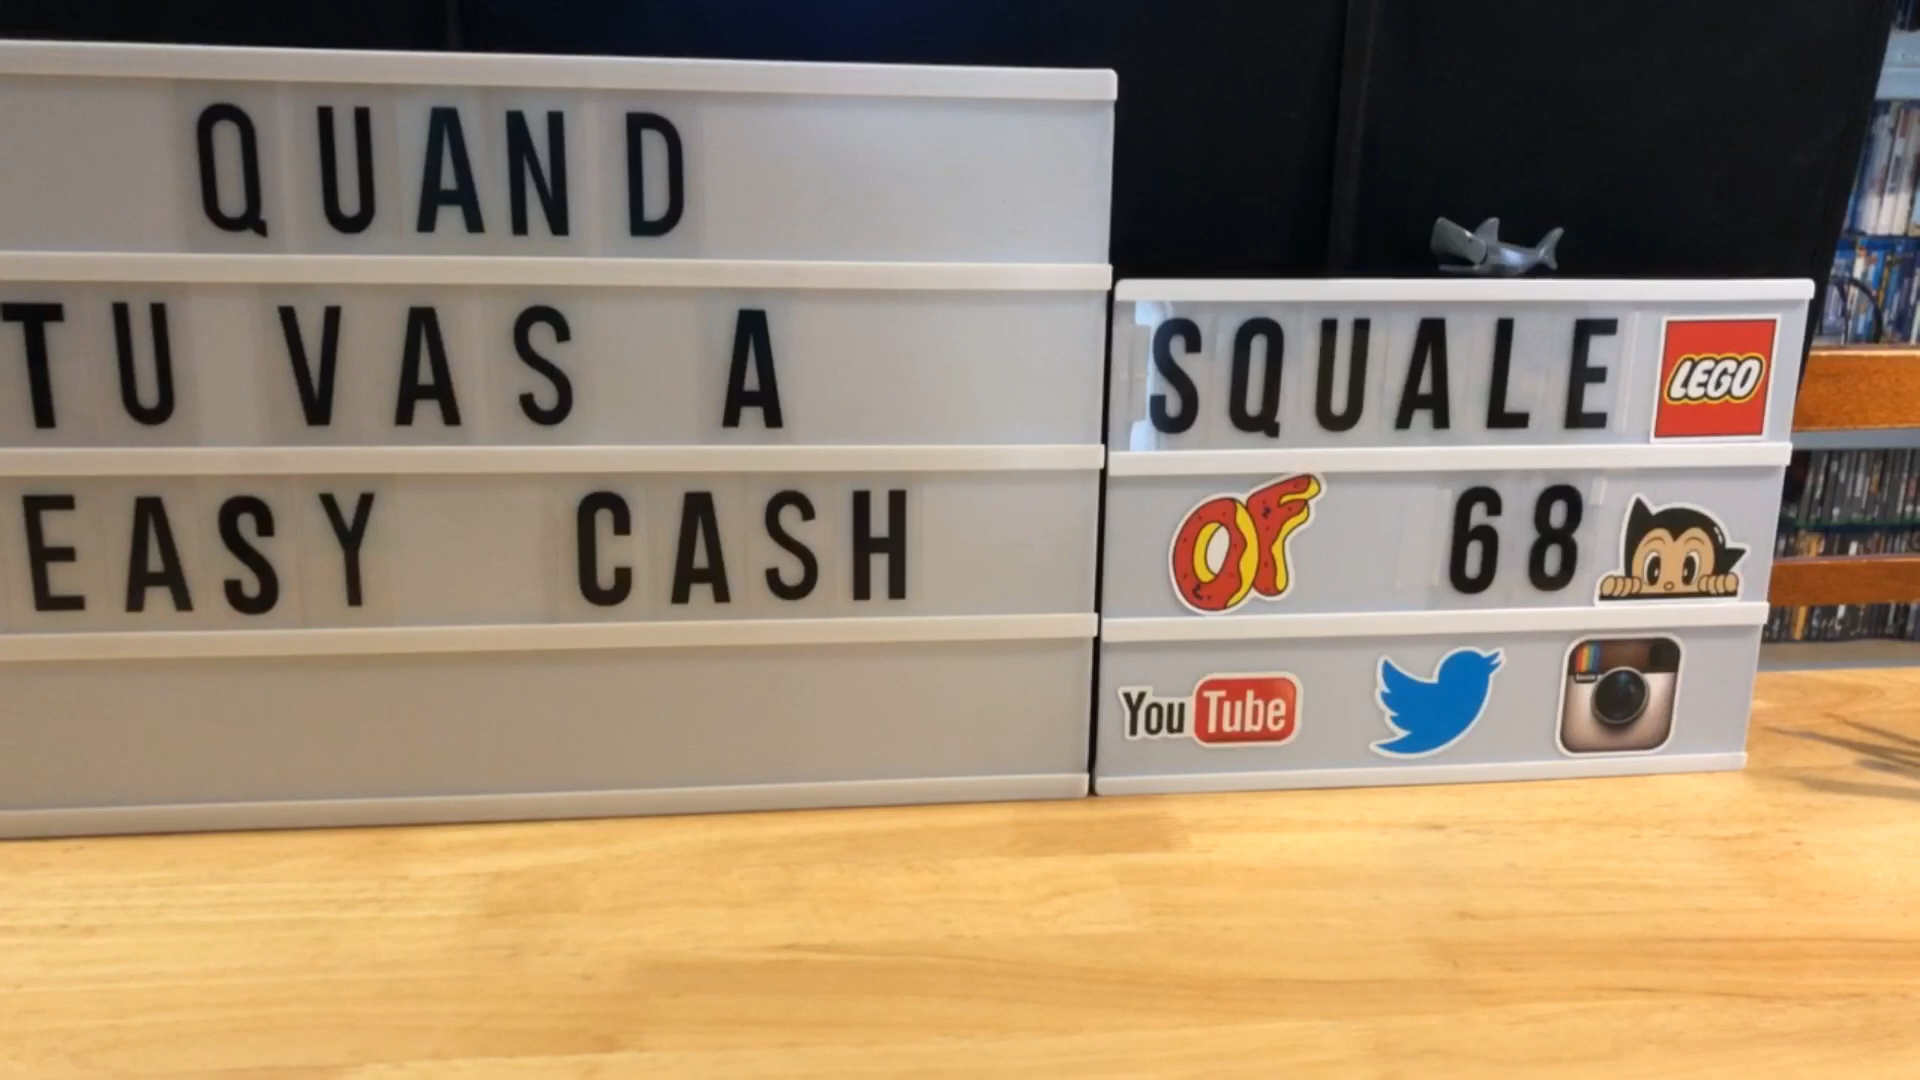 QUAND
TU VAS A
EASY CASH
SQUALE
LEGO
OF
68
YouTube